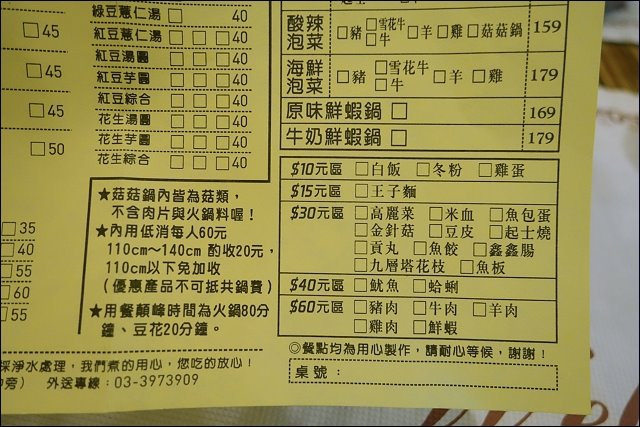 綠豆薏仁湯 □ 40
紅豆薏仁湯 □ □ □ 40
紅豆湯圓 □ □ □ 40
紅豆芋圓 □ □ □ 40
紅豆綜合 □ □ □ 40
花生湯圓 □ □ □ 40
花生芋圓 □ □ □ 40
花生綜合 □ □ □ 40
□ 45
□ 45
□ 45
□ 50
□ 35
□ 40
□ 55
□ 60
□ 55
★菇菇鍋內皆為菇類，
不含肉片與火鍋料喔！
★內用低消每人60元
110cm～140cm 酌收20元，
110cm以下免加收
(優惠產品不可抵共鍋費)
★用餐顛峰時間為火鍋80分
鐘、豆花20分鐘。
深淨水處理，我們煮的用心，您吃的放心！
旁） 外送專線：03-3973909
酸辣泡菜 □豬 □雪花牛 □牛 □羊 □雞 □菇菇鍋 159
海鮮泡菜 □豬 □雪花牛 □牛 □羊 □雞 179
原味鮮蝦鍋 □ 169
牛奶鮮蝦鍋 □ 179
$10元區 □白飯 □冬粉 □雞蛋
$15元區 □王子麵
$30元區 □高麗菜 □米血 □魚包蛋
□金針菇 □豆皮 □起士燒
□貢丸 □魚餃 □鑫鑫腸
□九層塔花枝 □魚板
$40元區 □魷魚 □蛤蜊
$60元區 □豬肉 □牛肉 □羊肉
□雞肉 □鮮蝦
◎餐點均為用心製作，請耐心等候，謝謝！
桌號：